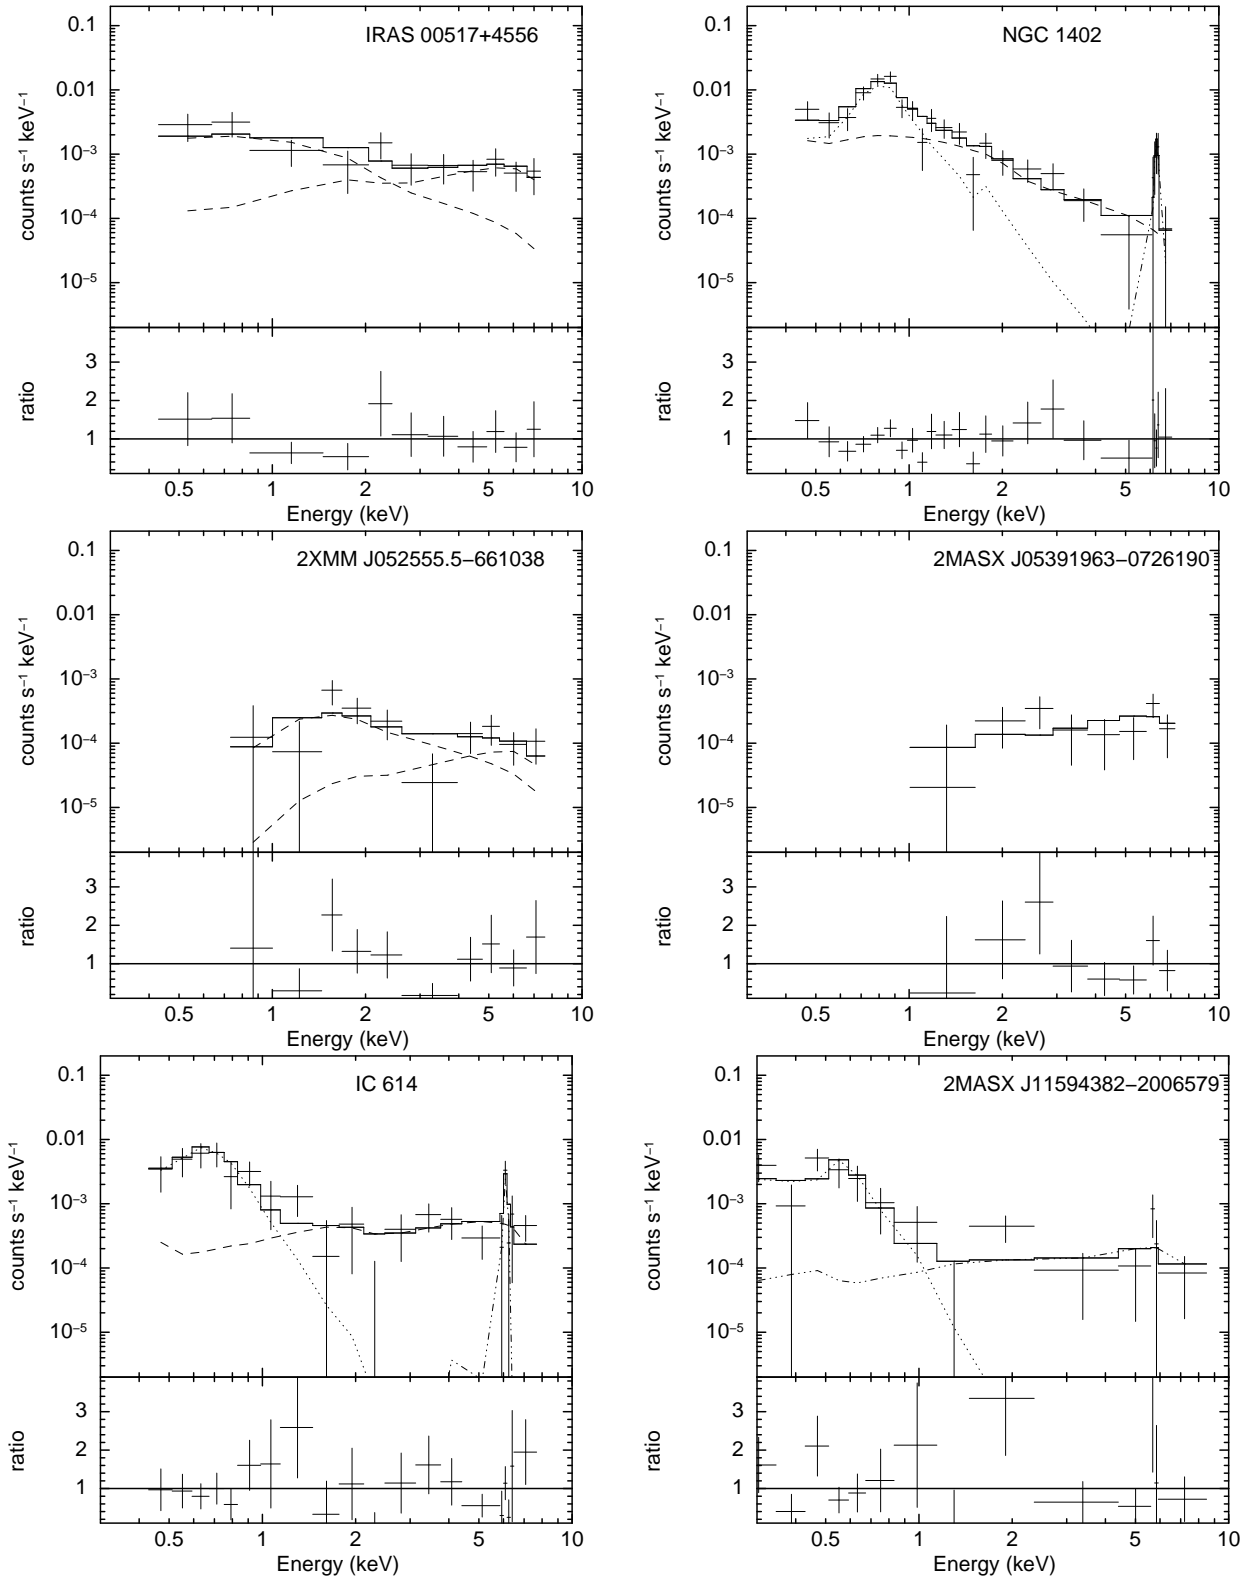 IRAS 00517+4556
0.1
0.01
10⁻³
10⁻⁴
10⁻⁵
counts s⁻¹ keV⁻¹
3
2
1
ratio
0.5 1 2 5 10
Energy (keV)
NGC 1402
0.1
0.01
10⁻³
10⁻⁴
10⁻⁵
counts s⁻¹ keV⁻¹
3
2
1
ratio
0.5 1 2 5 10
Energy (keV)
2XMM J052555.5−661038
0.1
0.01
10⁻³
10⁻⁴
10⁻⁵
counts s⁻¹ keV⁻¹
3
2
1
ratio
0.5 1 2 5 10
Energy (keV)
2MASX J05391963−0726190
0.1
0.01
10⁻³
10⁻⁴
10⁻⁵
counts s⁻¹ keV⁻¹
3
2
1
ratio
0.5 1 2 5 10
Energy (keV)
IC 614
0.1
0.01
10⁻³
10⁻⁴
10⁻⁵
counts s⁻¹ keV⁻¹
3
2
1
ratio
0.5 1 2 5 10
Energy (keV)
2MASX J11594382−2006579
0.1
0.01
10⁻³
10⁻⁴
10⁻⁵
counts s⁻¹ keV⁻¹
3
2
1
ratio
0.5 1 2 5 10
Energy (keV)